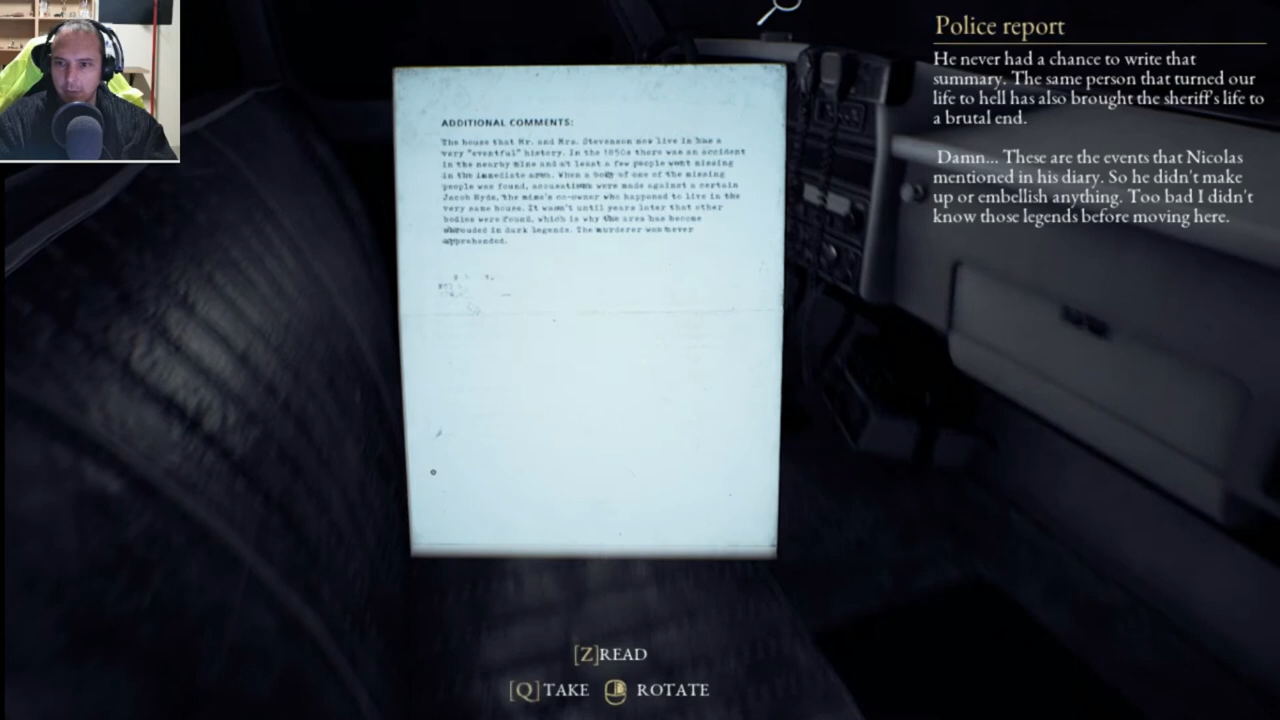 Police report
He never had a chance to write that
summary. The same person that turned our
life to hell has also brought the sheriff's life to
a brutal end.
Damn... These are the events that Nicolas
mentioned in his diary. So he didn't make
up or embellish anything. Too bad I didn't
know those legends before moving here.
ADDITIONAL COMMENTS:
The house that Mr. and Mrs. Stevenson now live in has a
very "eventful" history. In the 1850s there was an accident
in the nearby mine and at least a few people went missing
in the immediate area. When a body of one of the missing
people was found, accusations were made against a certain
Jacob Hyde, the mine's co-owner who happened to live in the
very same house. It wasn't until years later that other
bodies were found, which is why the area has become
shrouded in dark legends. The murderer was never
apprehended.
[Z]READ
[Q]TAKE ROTATE